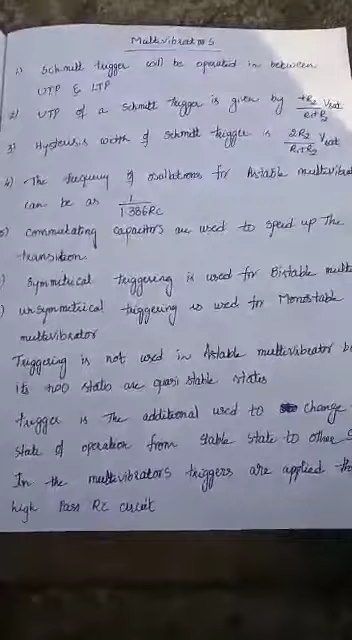 Multivibrators
1) Schmitt trigger will be operated in between
UTP & LTP
2) UTP of a Schmitt trigger is given by +R2/R1+R2 Vsat
3) Hysteresis width of Schmitt trigger is 2R2/R1+R2 Vsat
4) The frequency of oscillations for Astable multivibrat
can be as 1/1.386RC
5) commutating capacitors are used to speed up The
transition.
) Symmetrical triggering is used for Bistable multi
) unsymmetrical triggering is used for Monostable
multivibrator
Triggering is not used in Astable multivibrator be
its two states are quasi stable states
trigger is The additional used to change
state of operation from stable state to other s
In the multivibrators triggers are applied th
high Pass RC circuit